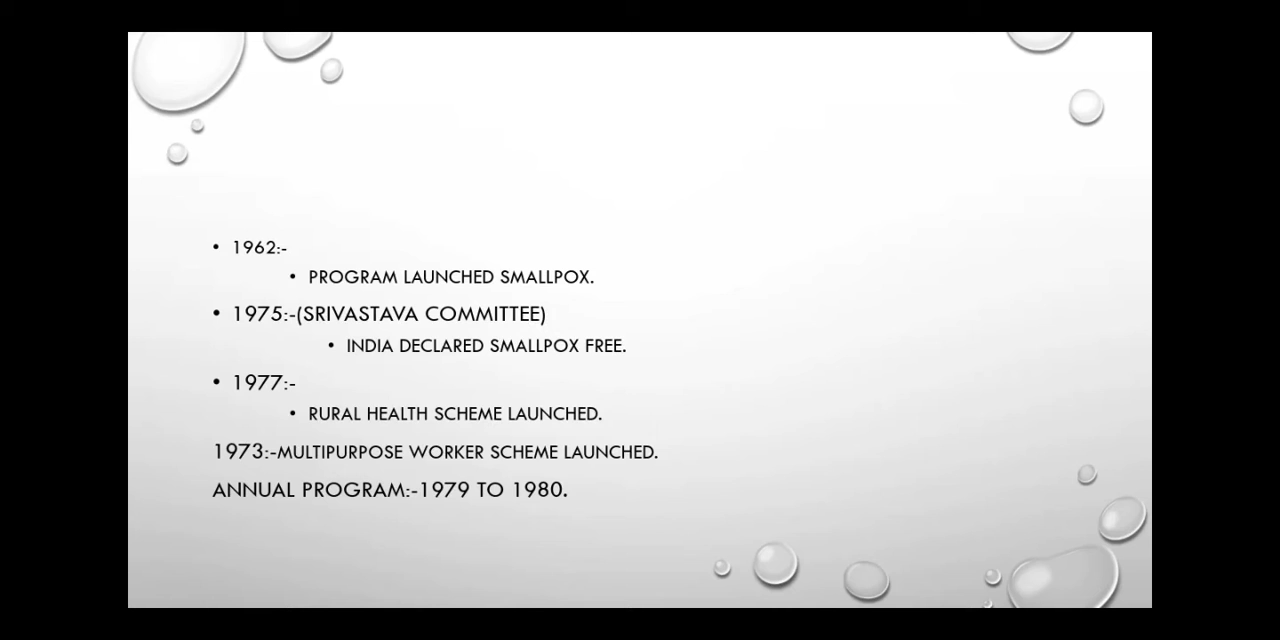 • 1962:-
• PROGRAM LAUNCHED SMALLPOX.
• 1975:-(SRIVASTAVA COMMITTEE)
• INDIA DECLARED SMALLPOX FREE.
• 1977:-
• RURAL HEALTH SCHEME LAUNCHED.
1973:-MULTIPURPOSE WORKER SCHEME LAUNCHED.
ANNUAL PROGRAM:-1979 TO 1980.